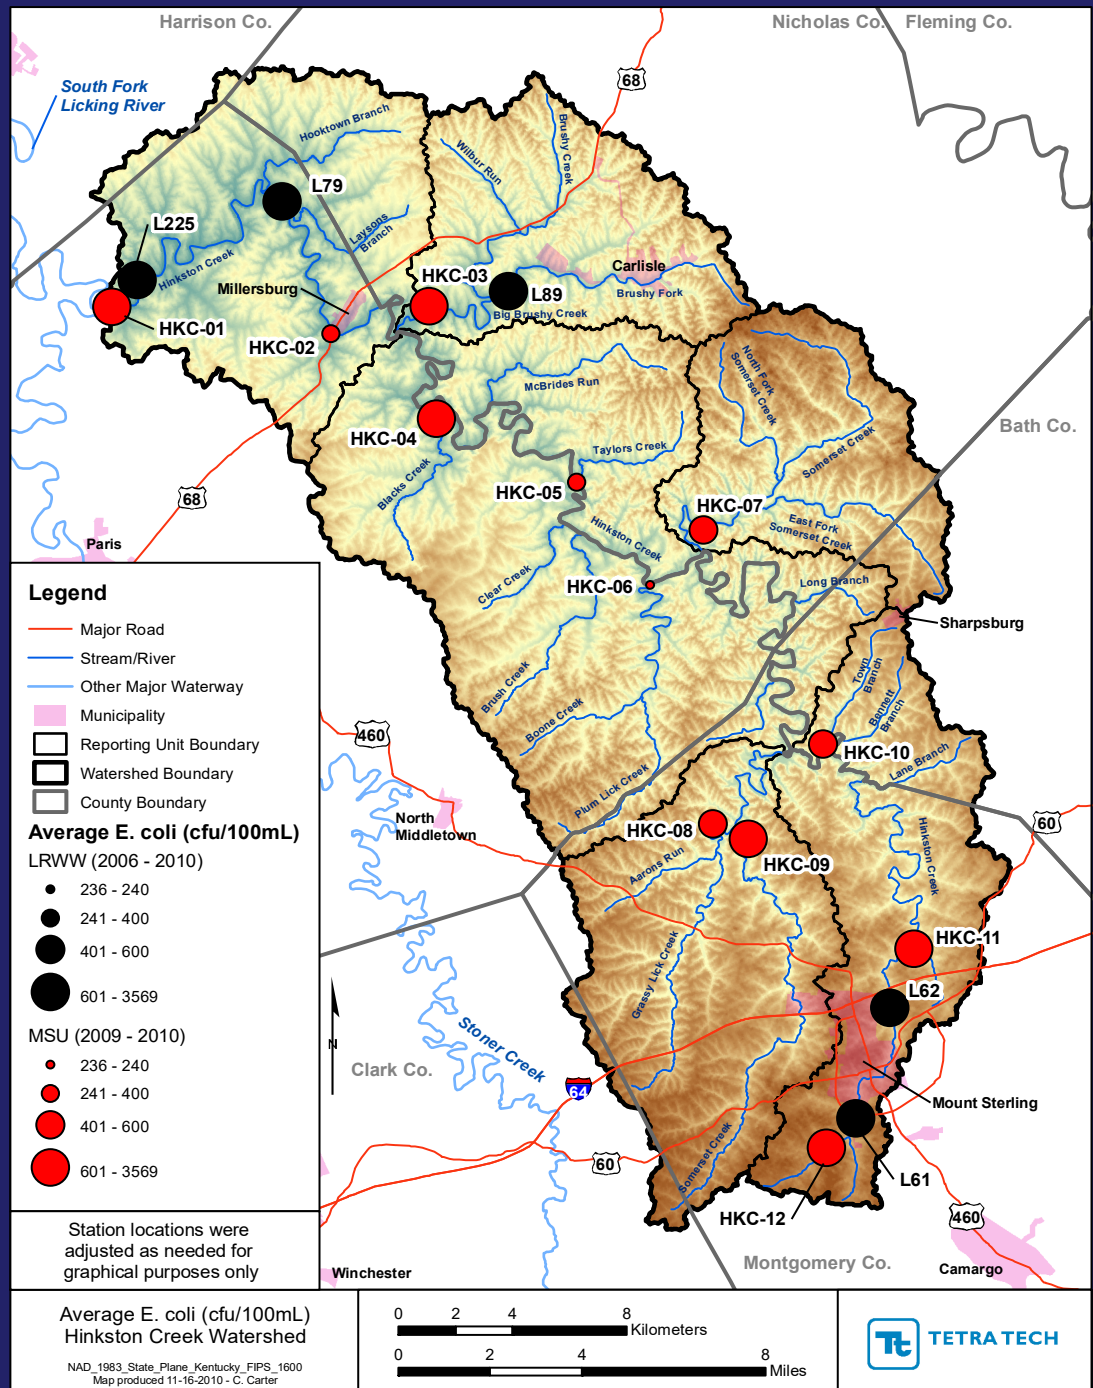 Harrison Co.
Nicholas Co.
Fleming Co.
68
South Fork
Licking River
Hooktown Branch
Brushy Creek
Wilbur Run
L79
L225
Laysons
Branch
Hinkston Creek
Millersburg
HKC-03
Carlisle
L89
Brushy Fork
Big Brushy Creek
HKC-01
HKC-02
North Fork
Somerset Creek
McBrides Run
Bath Co.
HKC-04
Taylors Creek
Somerset Creek
Blacks Creek
HKC-05
68
HKC-07
Hinkston Creek
East Fork
Somerset Creek
Paris
Clear Creek
HKC-06
Long Branch
Sharpsburg
Town
Branch
Bennett
Branch
Brush Creek
Boone Creek
460
HKC-10
Lane Branch
Plum Lick Creek
North
Middletown
HKC-08
HKC-09
60
Hinkston Creek
Aarons Run
HKC-11
Grassy Lick Creek
L62
Stoner Creek
N
Clark Co.
64
Mount Sterling
Somerset Creek
60
L61
HKC-12
460
Montgomery Co.
Camargo
Winchester
Legend
Major Road
Stream/River
Other Major Waterway
Municipality
Reporting Unit Boundary
Watershed Boundary
County Boundary
Average E. coli (cfu/100mL)
LRWW (2006 - 2010)
236 - 240
241 - 400
401 - 600
601 - 3569
MSU (2009 - 2010)
236 - 240
241 - 400
401 - 600
601 - 3569
Station locations were
adjusted as needed for
graphical purposes only
Average E. coli (cfu/100mL)
Hinkston Creek Watershed
NAD_1983_State_Plane_Kentucky_FIPS_1600
Map produced 11-16-2010 - C. Carter
0 2 4 8
Kilometers
0 2 4 8
Miles
Tt TETRA TECH